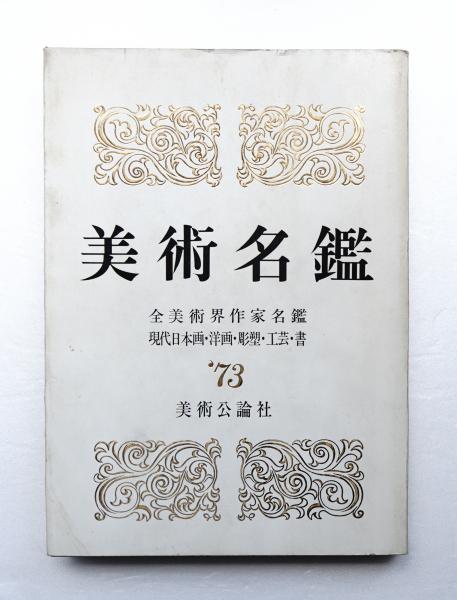 美術名鑑
全美術界作家名鑑
現代日本画・洋画・彫塑・工芸・書
'73
美術公論社